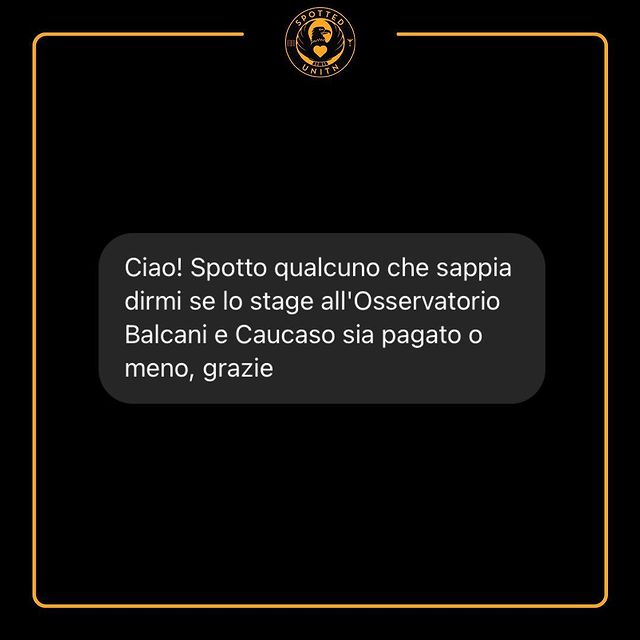 SPOTTED
UNITN
Ciao! Spotto qualcuno che sappia
dirmi se lo stage all'Osservatorio
Balcani e Caucaso sia pagato o
meno, grazie